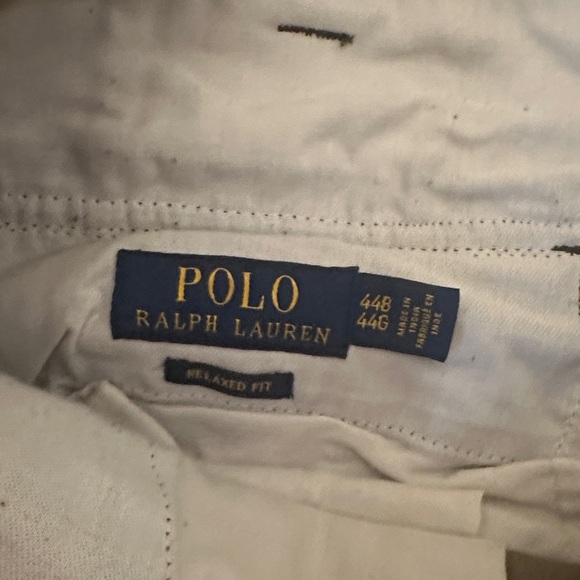 POLO
RALPH LAUREN
44B
44G
MADE IN
INDIA
FABRIQUÉ EN
INDE
RELAXED FIT